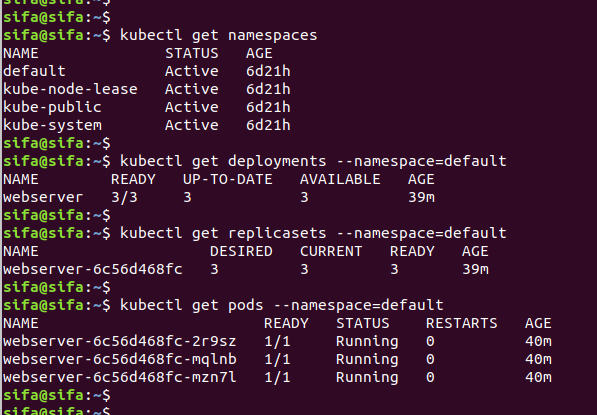 sifa@sifa:~$
sifa@sifa:~$
sifa@sifa:~$ kubectl get namespaces
NAME STATUS AGE
default Active 6d21h
kube-node-lease Active 6d21h
kube-public Active 6d21h
kube-system Active 6d21h
sifa@sifa:~$
sifa@sifa:~$ kubectl get deployments --namespace=default
NAME READY UP-TO-DATE AVAILABLE AGE
webserver 3/3 3 3 39m
sifa@sifa:~$
sifa@sifa:~$ kubectl get replicasets --namespace=default
NAME DESIRED CURRENT READY AGE
webserver-6c56d468fc 3 3 3 39m
sifa@sifa:~$
sifa@sifa:~$ kubectl get pods --namespace=default
NAME READY STATUS RESTARTS AGE
webserver-6c56d468fc-2r9sz 1/1 Running 0 40m
webserver-6c56d468fc-mqlnb 1/1 Running 0 40m
webserver-6c56d468fc-mzn7l 1/1 Running 0 40m
sifa@sifa:~$
sifa@sifa:~$